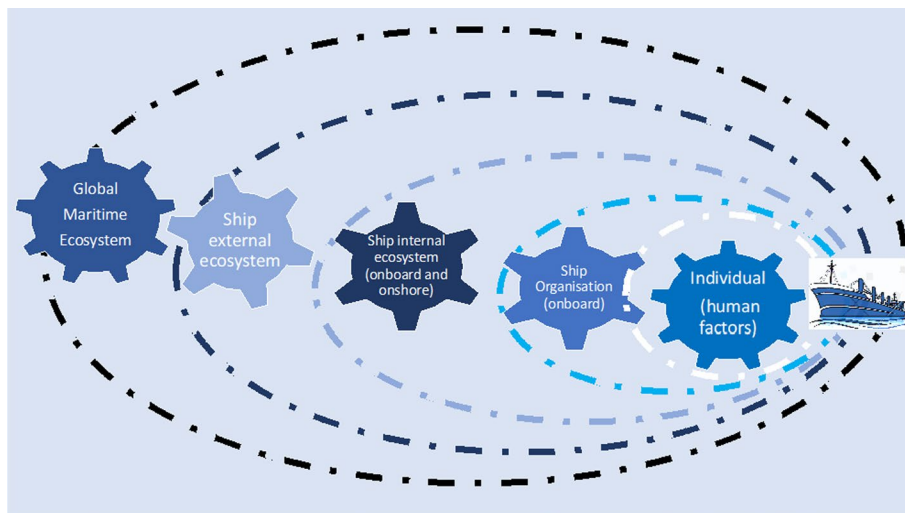 Global
Maritime
Ecosystem
Ship
external
ecosystem
Ship internal
ecosystem
(onboard and
onshore)
Ship
Organisation
(onboard)
Individual
(human
factors)